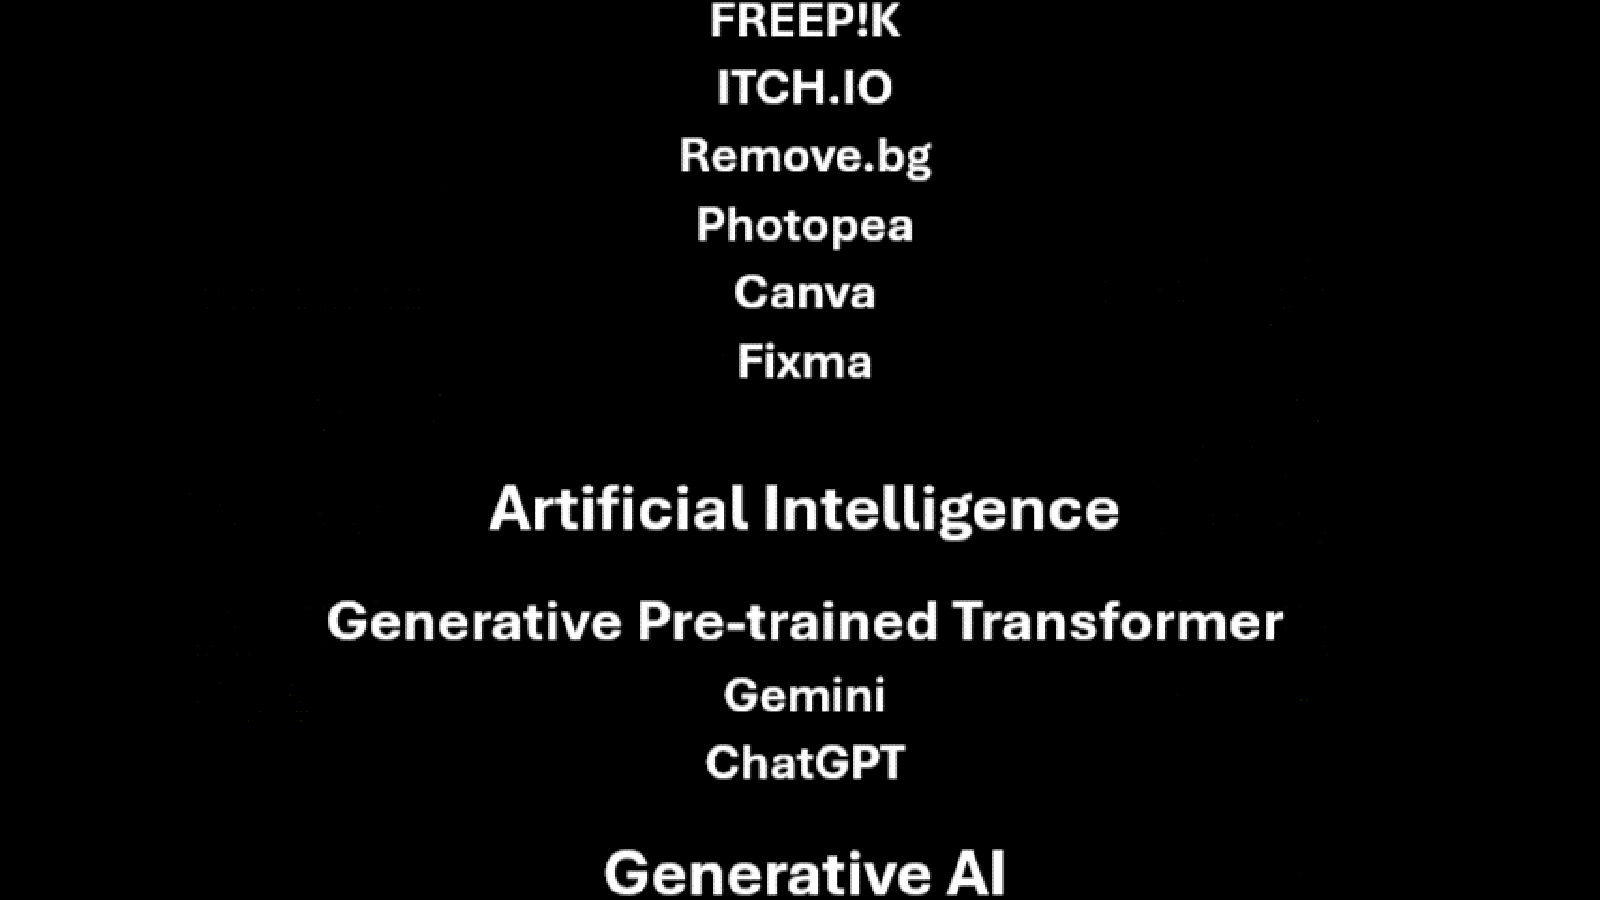 FREEP!K
ITCH.IO
Remove.bg
Photopea
Canva
Fixma
Artificial Intelligence
Generative Pre-trained Transformer
Gemini
ChatGPT
Generative AI